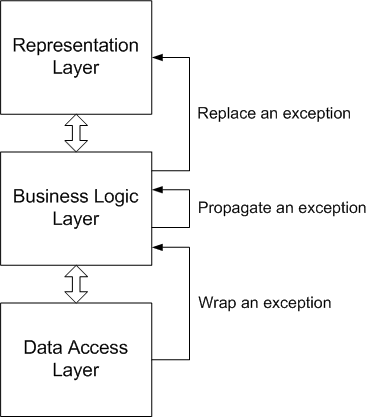 Representation
Layer
Replace an exception
Business Logic
Layer
Propagate an exception
Wrap an exception
Data Access
Layer